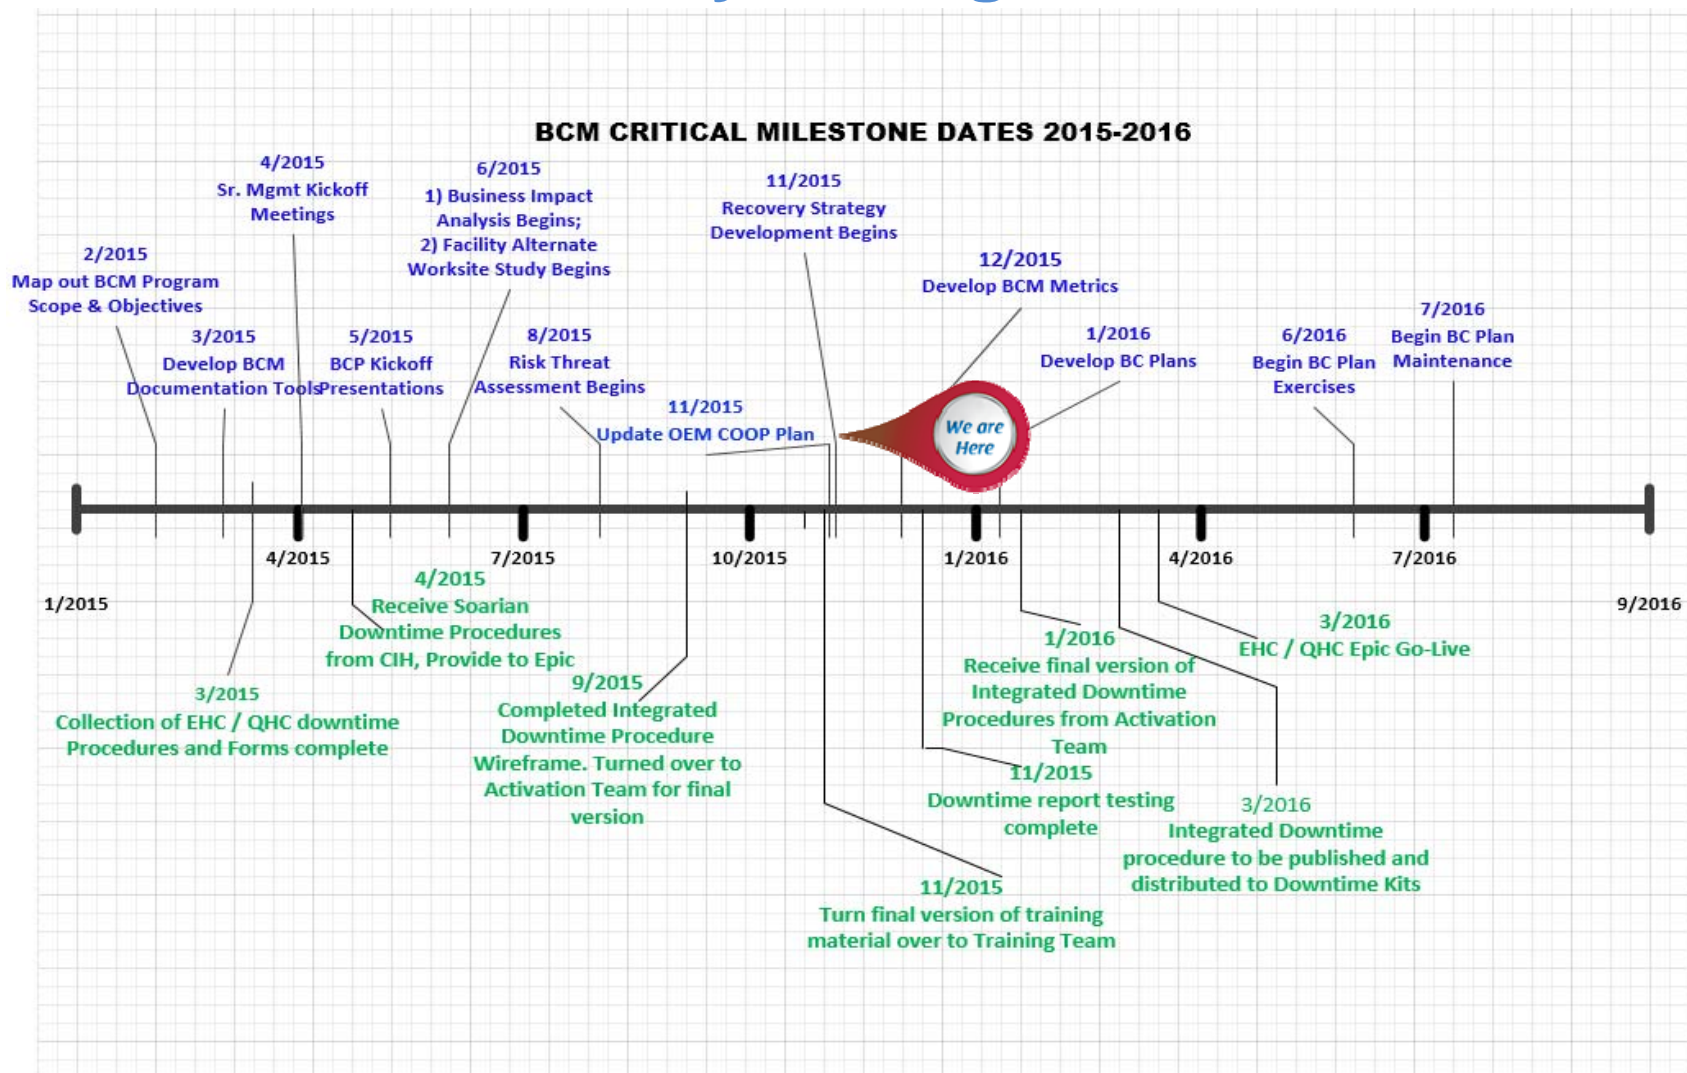 BCM CRITICAL MILESTONE DATES 2015-2016
4/2015
Sr. Mgmt Kickoff
Meetings
6/2015
1) Business Impact
Analysis Begins;
2) Facility Alternate
Worksite Study Begins
11/2015
Recovery Strategy
Development Begins
2/2015
Map out BCM Program
Scope & Objectives
12/2015
Develop BCM Metrics
3/2015
Develop BCM
Documentation Tools
5/2015
BCP Kickoff
Presentations
8/2015
Risk Threat
Assessment Begins
11/2015
Update OEM COOP Plan
We are
Here
1/2016
Develop BC Plans
6/2016
Begin BC Plan
Exercises
7/2016
Begin BC Plan
Maintenance
1/2015
4/2015
7/2015
10/2015
1/2016
4/2016
7/2016
9/2016
3/2015
Collection of EHC / QHC downtime
Procedures and Forms complete
4/2015
Receive Soarian
Downtime Procedures
from CIH, Provide to Epic
9/2015
Completed Integrated
Downtime Procedure
Wireframe. Turned over to
Activation Team for final
version
1/2016
Receive final version of
Integrated Downtime
Procedures from Activation
Team
11/2015
Downtime report testing
complete
11/2015
Turn final version of training
material over to Training Team
3/2016
EHC / QHC Epic Go-Live
3/2016
Integrated Downtime
procedure to be published and
distributed to Downtime Kits